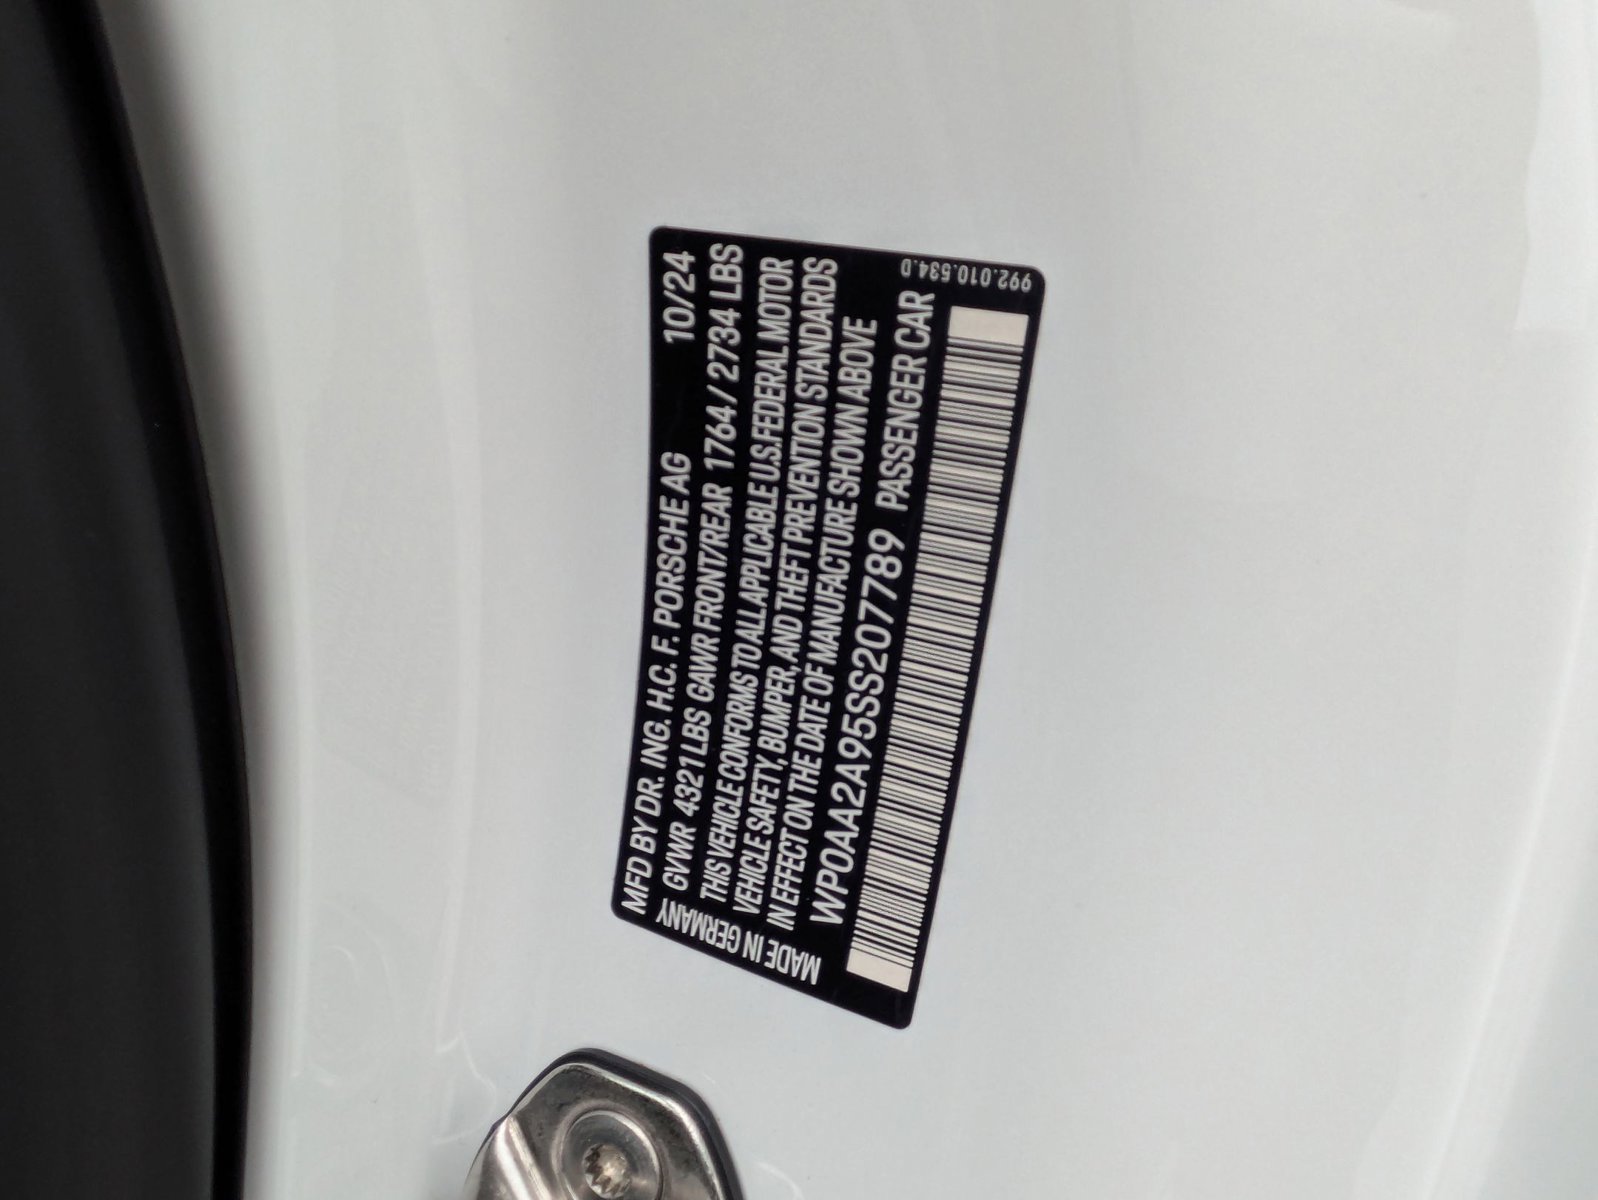 MFD BY DR. ING. H.C. F. PORSCHE AG 10/24
GVWR 4321 LBS GAWR FRONT/REAR 1764 / 2734 LBS
THIS VEHICLE CONFORMS TO ALL APPLICABLE U.S. FEDERAL MOTOR
VEHICLE SAFETY, BUMPER, AND THEFT PREVENTION STANDARDS
IN EFFECT ON THE DATE OF MANUFACTURE SHOWN ABOVE
WP0AA2A95SS207789 PASSENGER CAR
MADE IN GERMANY
992.010.534.D